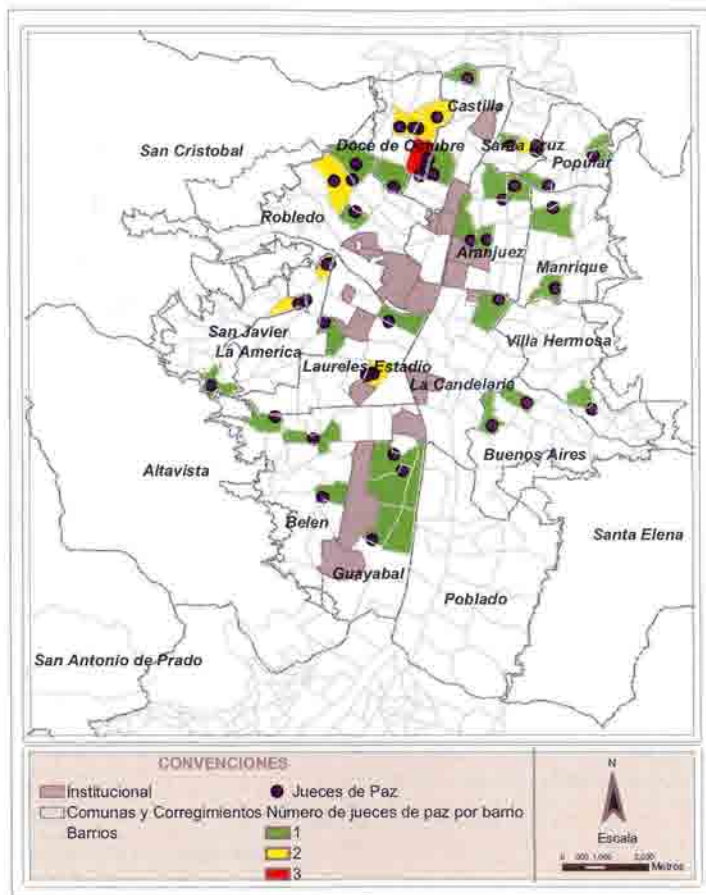 Castilla
San Cristobal
Doce de Octubre
Santa Cruz
Popular
Robledo
Aranjuez
Manrique
San Javier
La America
Villa Hermosa
Laureles Estadio
La Candelaria
Altavista
Buenos Aires
Belen
Santa Elena
Guayabal
Poblado
San Antonio de Prado
CONVENCIONES
Institucional
Jueces de Paz
Comunas y Corregimientos
Número de jueces de paz por barrio
Barrios
1
2
3
N
Escala
Metros